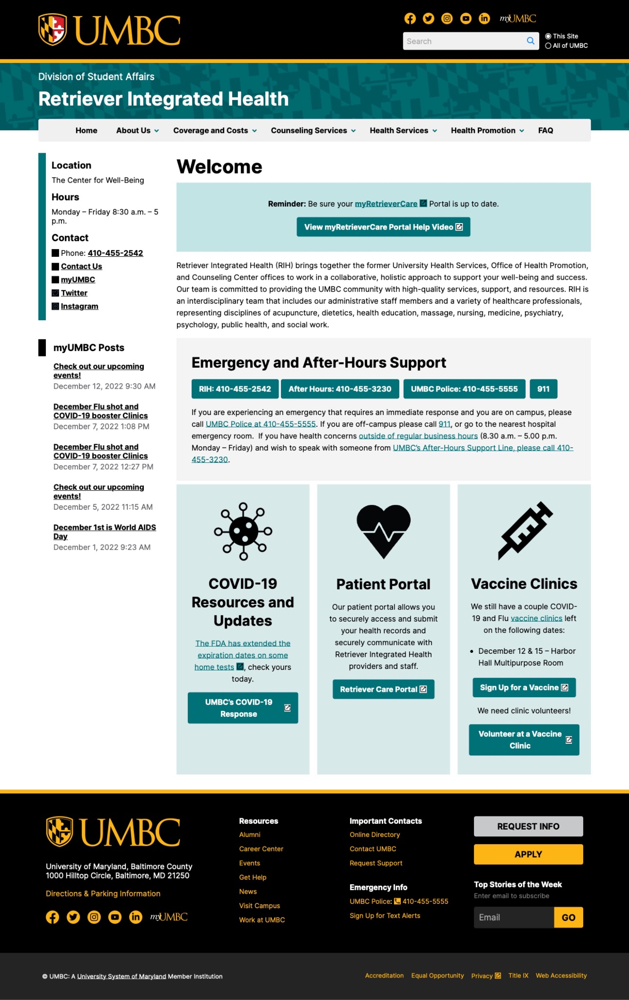 UMBC
myUMBC
Search
This Site
All of UMBC
Division of Student Affairs
Retriever Integrated Health
Home
About Us
Coverage and Costs
Counseling Services
Health Services
Health Promotion
FAQ
Location
The Center for Well-Being
Hours
Monday – Friday 8:30 a.m. – 5
p.m.
Contact
Phone: 410-455-2542
Contact Us
myUMBC
Twitter
Instagram
myUMBC Posts
Check out our upcoming
events!
December 12, 2022 9:30 AM
December Flu shot and
COVID-19 booster Clinics
December 7, 2022 1:08 PM
December Flu shot and
COVID-19 booster Clinics
December 7, 2022 12:27 PM
Check out our upcoming
events!
December 5, 2022 11:15 AM
December 1st is World AIDS
Day
December 1, 2022 9:23 AM
Welcome
Reminder: Be sure your myRetrieverCare Portal is up to date.
View myRetrieverCare Portal Help Video
Retriever Integrated Health (RIH) brings together the former University Health Services, Office of Health Promotion,
and Counseling Center offices to work in a collaborative, holistic approach to support your well-being and success.
Our team is committed to providing the UMBC community with high-quality services, support, and resources. RIH is
an interdisciplinary team that includes our administrative staff members and a variety of healthcare professionals,
representing disciplines of acupuncture, dietetics, health education, massage, nursing, medicine, psychiatry,
psychology, public health, and social work.
Emergency and After-Hours Support
RIH: 410-455-2542
After Hours: 410-455-3230
UMBC Police: 410-455-5555
911
If you are experiencing an emergency that requires an immediate response and you are on campus, please
call UMBC Police at 410-455-5555. If you are off-campus please call 911, or go to the nearest hospital
emergency room. If you have health concerns outside of regular business hours (8.30 a.m. – 5.00 p.m.
Monday – Friday) and wish to speak with someone from UMBC’s After-Hours Support Line, please call 410-
455-3230.
COVID-19
Resources and
Updates
The FDA has extended the
expiration dates on some
home tests, check yours
today.
UMBC’s COVID-19
Response
Patient Portal
Our patient portal allows you
to securely access and submit
your health records and
securely communicate with
Retriever Integrated Health
providers and staff.
Retriever Care Portal
Vaccine Clinics
We still have a couple COVID-
19 and Flu vaccine clinics left
on the following dates:
• December 12 & 15 – Harbor
Hall Multipurpose Room
Sign Up for a Vaccine
We need clinic volunteers!
Volunteer at a Vaccine
Clinic
UMBC
University of Maryland, Baltimore County
1000 Hilltop Circle, Baltimore, MD 21250
Directions & Parking Information
myUMBC
Resources
Alumni
Career Center
Events
Get Help
News
Visit Campus
Work at UMBC
Important Contacts
Online Directory
Contact UMBC
Request Support
Emergency Info
UMBC Police: 410-455-5555
Sign Up for Text Alerts
REQUEST INFO
APPLY
Top Stories of the Week
Enter email to subscribe
Email
GO
© UMBC: A University System of Maryland Member Institution
Accreditation
Equal Opportunity
Privacy
Title IX
Web Accessibility